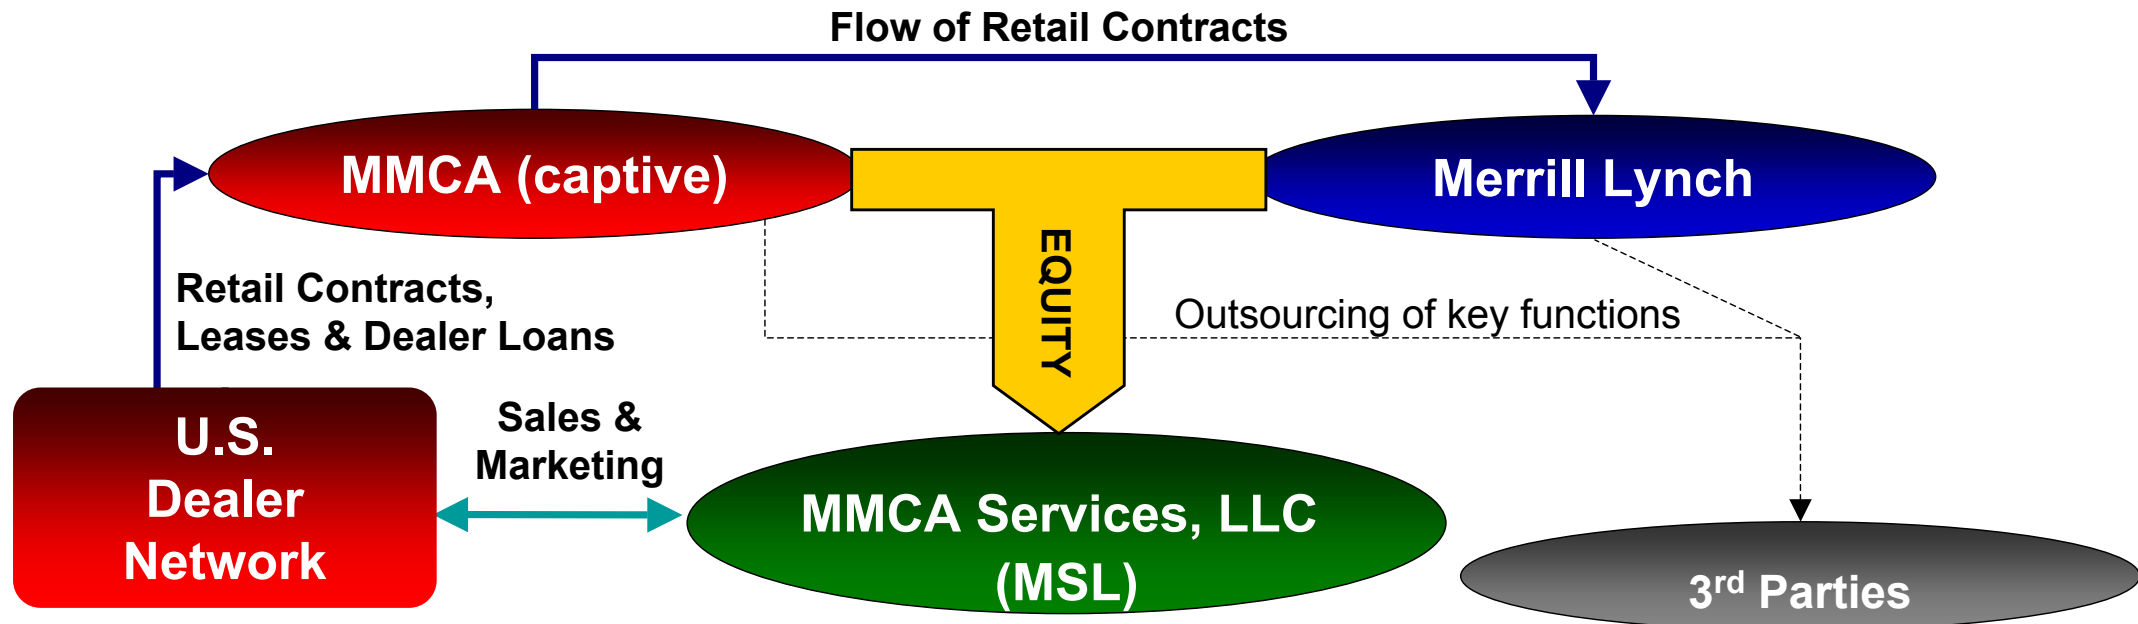 Flow of Retail Contracts
MMCA (captive)
Merrill Lynch
EQUITY
Retail Contracts,
Leases & Dealer Loans
Outsourcing of key functions
Sales &
Marketing
U.S.
Dealer
Network
MMCA Services, LLC
(MSL)
3rd Parties